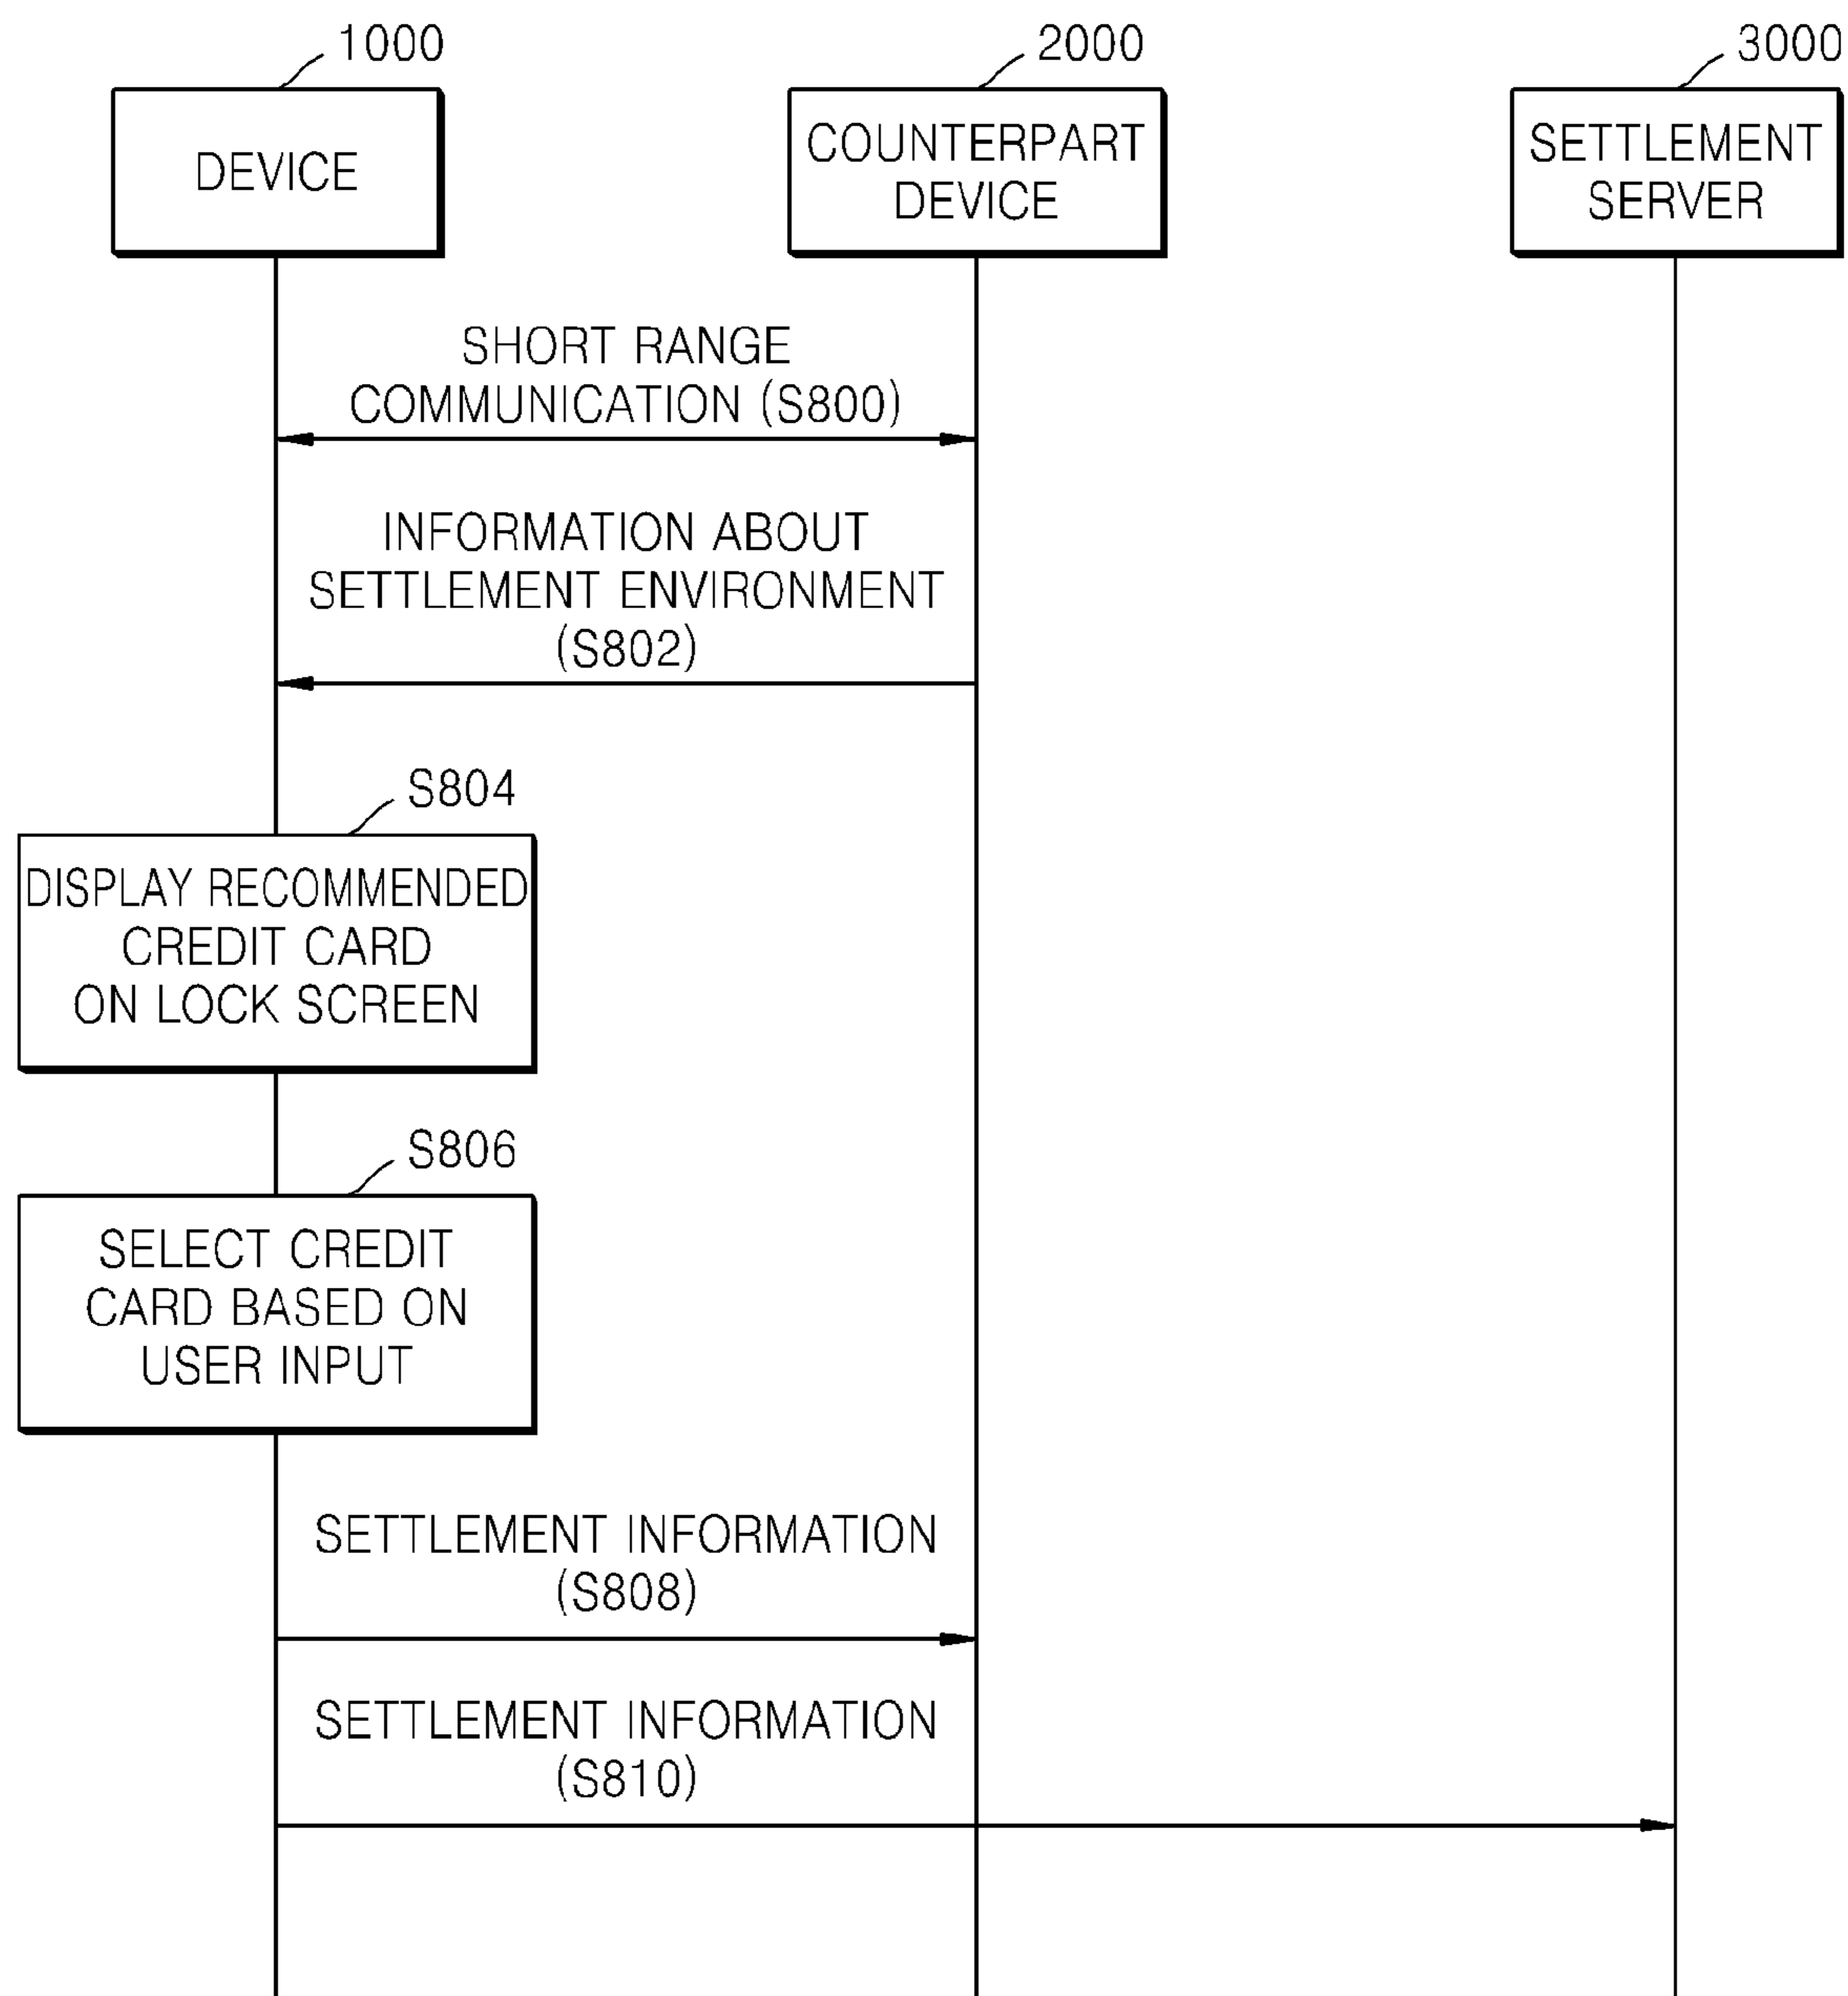 1000
2000
3000
DEVICE
COUNTERPART
DEVICE
SETTLEMENT
SERVER
SHORT RANGE
COMMUNICATION (S800)
INFORMATION ABOUT
SETTLEMENT ENVIRONMENT
(S802)
S804
DISPLAY RECOMMENDED
CREDIT CARD
ON LOCK SCREEN
S806
SELECT CREDIT
CARD BASED ON
USER INPUT
SETTLEMENT INFORMATION
(S808)
SETTLEMENT INFORMATION
(S810)